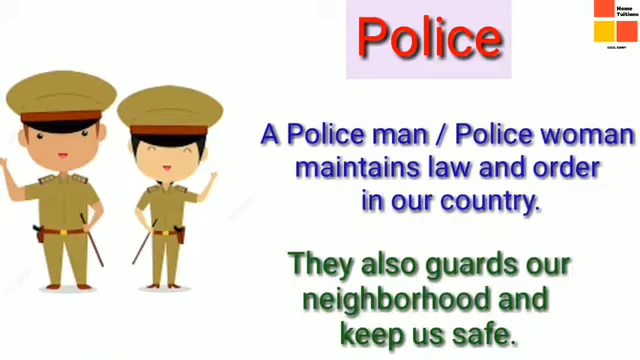 Police
Home
Tuitions
A Police man / Police woman
maintains law and order
in our country.
They also guards our
neighborhood and
keep us safe.